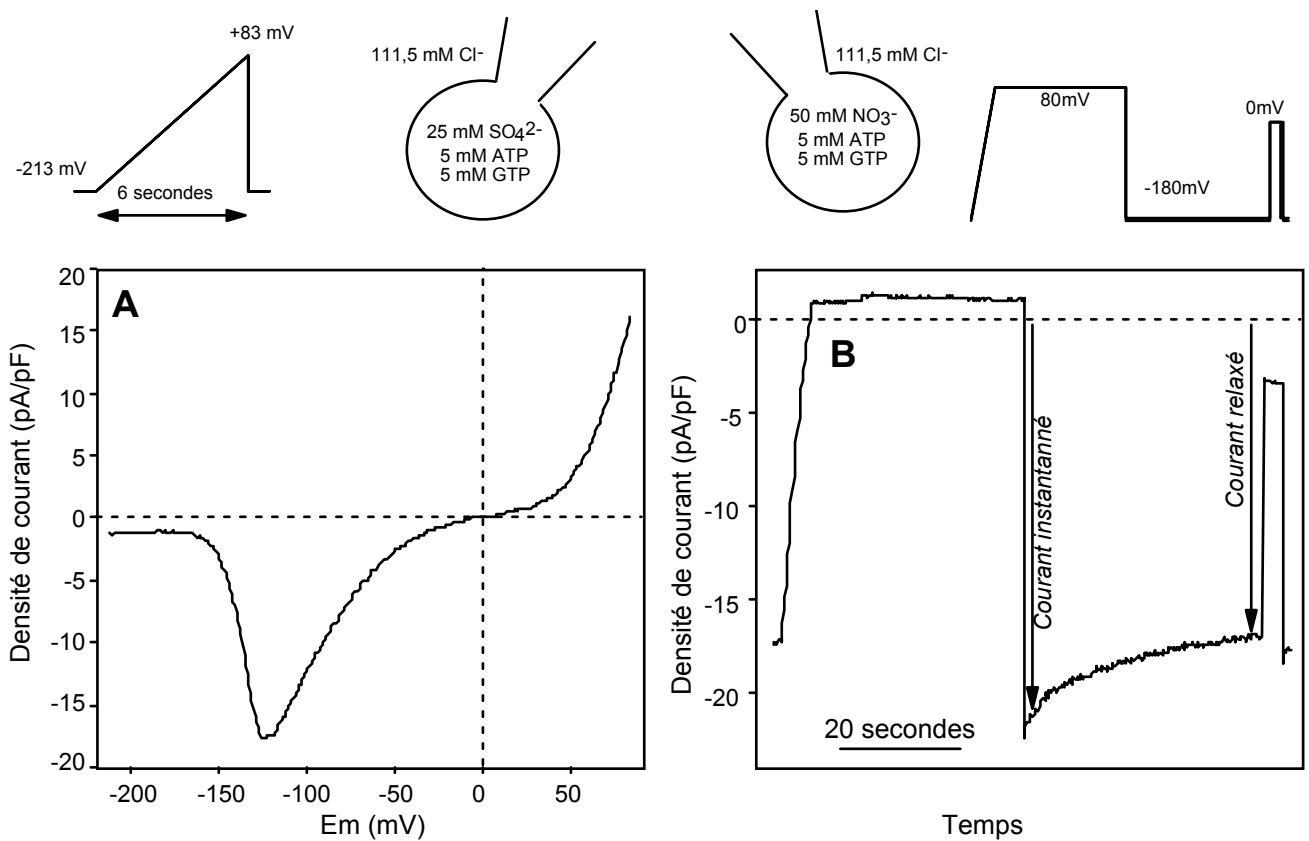 +83 mV
-213 mV
6 secondes
111,5 mM Cl-
25 mM SO42-
5 mM ATP
5 mM GTP
111,5 mM Cl-
50 mM NO3-
5 mM ATP
5 mM GTP
80mV
-180mV
0mV
A
20
15
10
5
0
-5
-10
-15
-20
Densité de courant (pA/pF)
-200 -150 -100 -50 0 50
Em (mV)
B
0
-5
-10
-15
-20
Densité de courant (pA/pF)
Courant instantanné
Courant relaxé
20 secondes
Temps